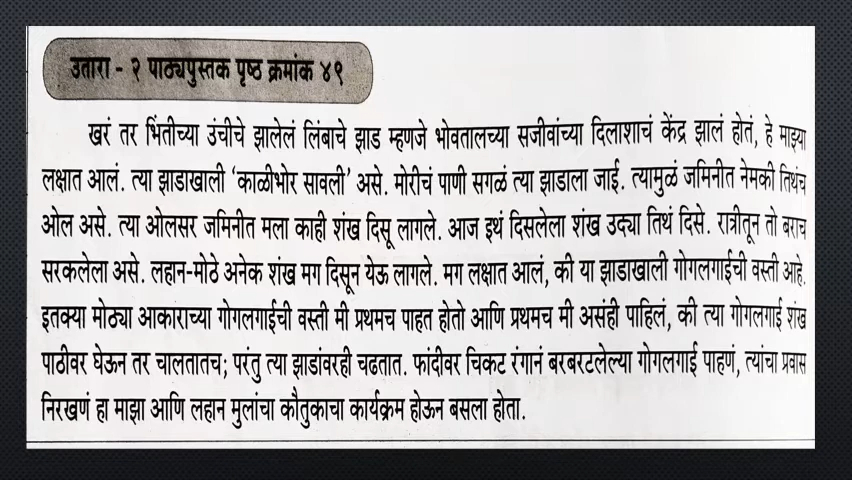 उतारा - २ पाठ्यपुस्तक पृष्ठ क्रमांक ४९
खरं तर भिंतीच्या उंचीचे झालेलं लिंबाचे झाड म्हणजे भोवतालच्या सजीवांच्या दिलाशाचं केंद्र झालं होतं, हे माझ्या
लक्षात आलं. त्या झाडाखाली ‘काळीभोर सावली’ असे. मोरीचं पाणी सगळं त्या झाडाला जाई. त्यामुळं जमिनीत नेमकी तिथंच
ओल असे. त्या ओलसर जमिनीत मला काही शंख दिसू लागले. आज इथं दिसलेला शंख उद्या तिथं दिसे. रात्रीतून तो बराच
सरकलेला असे. लहान-मोठे अनेक शंख मग दिसून येऊ लागले. मग लक्षात आलं, की या झाडाखाली गोगलगाईची वस्ती आहे.
इतक्या मोठ्या आकाराच्या गोगलगाईची वस्ती मी प्रथमच पाहत होतो आणि प्रथमच मी असंही पाहिलं, की त्या गोगलगाई शंख
पाठीवर घेऊन तर चालतातच; परंतु त्या झाडांवरही चढतात. फांदीवर चिकट रंगानं बरबरटलेल्या गोगलगाई पाहणं, त्यांचा प्रवास
निरखणं हा माझा आणि लहान मुलांचा कौतुकाचा कार्यक्रम होऊन बसला होता.